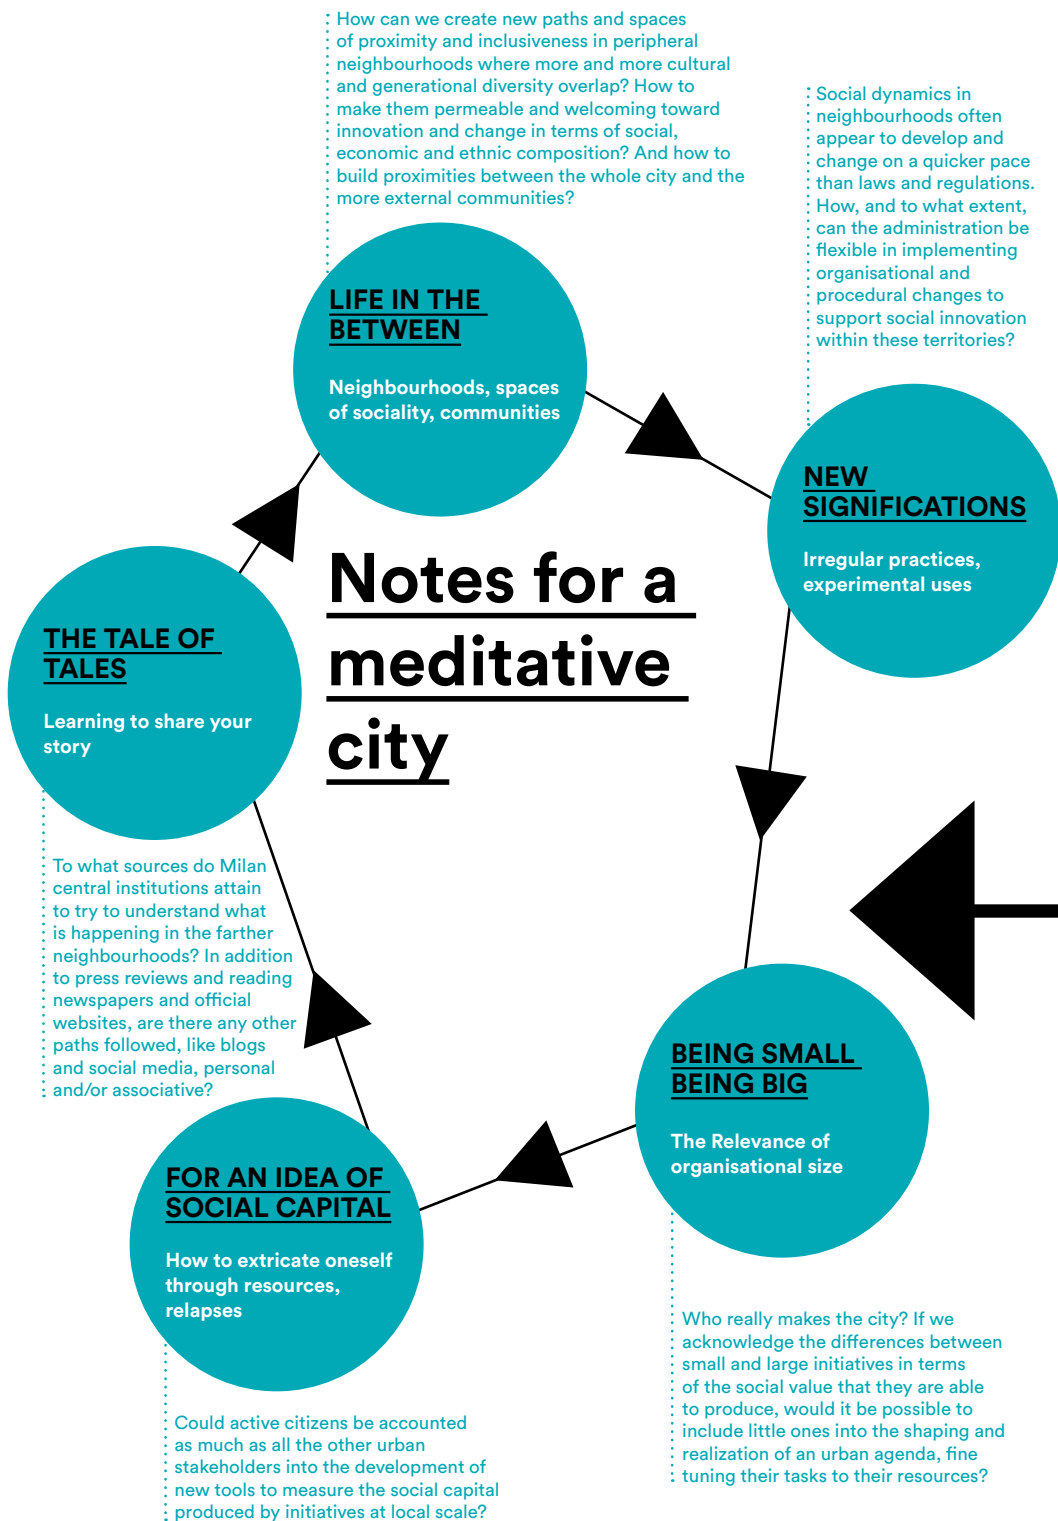 How can we create new paths and spaces
of proximity and inclusiveness in peripheral
neighbourhoods where more and more cultural
and generational diversity overlap? How to
make them permeable and welcoming toward
innovation and change in terms of social,
economic and ethnic composition? And how to
build proximities between the whole city and the
more external communities?
LIFE IN THE
BETWEEN
Neighbourhoods, spaces
of sociality, communities
Social dynamics in
neighbourhoods often
appear to develop and
change on a quicker pace
than laws and regulations.
How, and to what extent,
can the administration be
flexible in implementing
organisational and
procedural changes to
support social innovation
within these territories?
NEW
SIGNIFICATIONS
Irregular practices,
experimental uses
Notes for a
meditative
city
THE TALE OF
TALES
Learning to share your
story
To what sources do Milan
central institutions attain
to try to understand what
is happening in the farther
neighbourhoods? In addition
to press reviews and reading
newspapers and official
websites, are there any other
paths followed, like blogs
and social media, personal
and/or associative?
BEING SMALL
BEING BIG
The Relevance of
organisational size
Who really makes the city? If we
acknowledge the differences between
small and large initiatives in terms
of the social value that they are able
to produce, would it be possible to
include little ones into the shaping and
realization of an urban agenda, fine
tuning their tasks to their resources?
FOR AN IDEA OF
SOCIAL CAPITAL
How to extricate oneself
through resources,
relapses
Could active citizens be accounted
as much as all the other urban
stakeholders into the development of
new tools to measure the social capital
produced by initiatives at local scale?